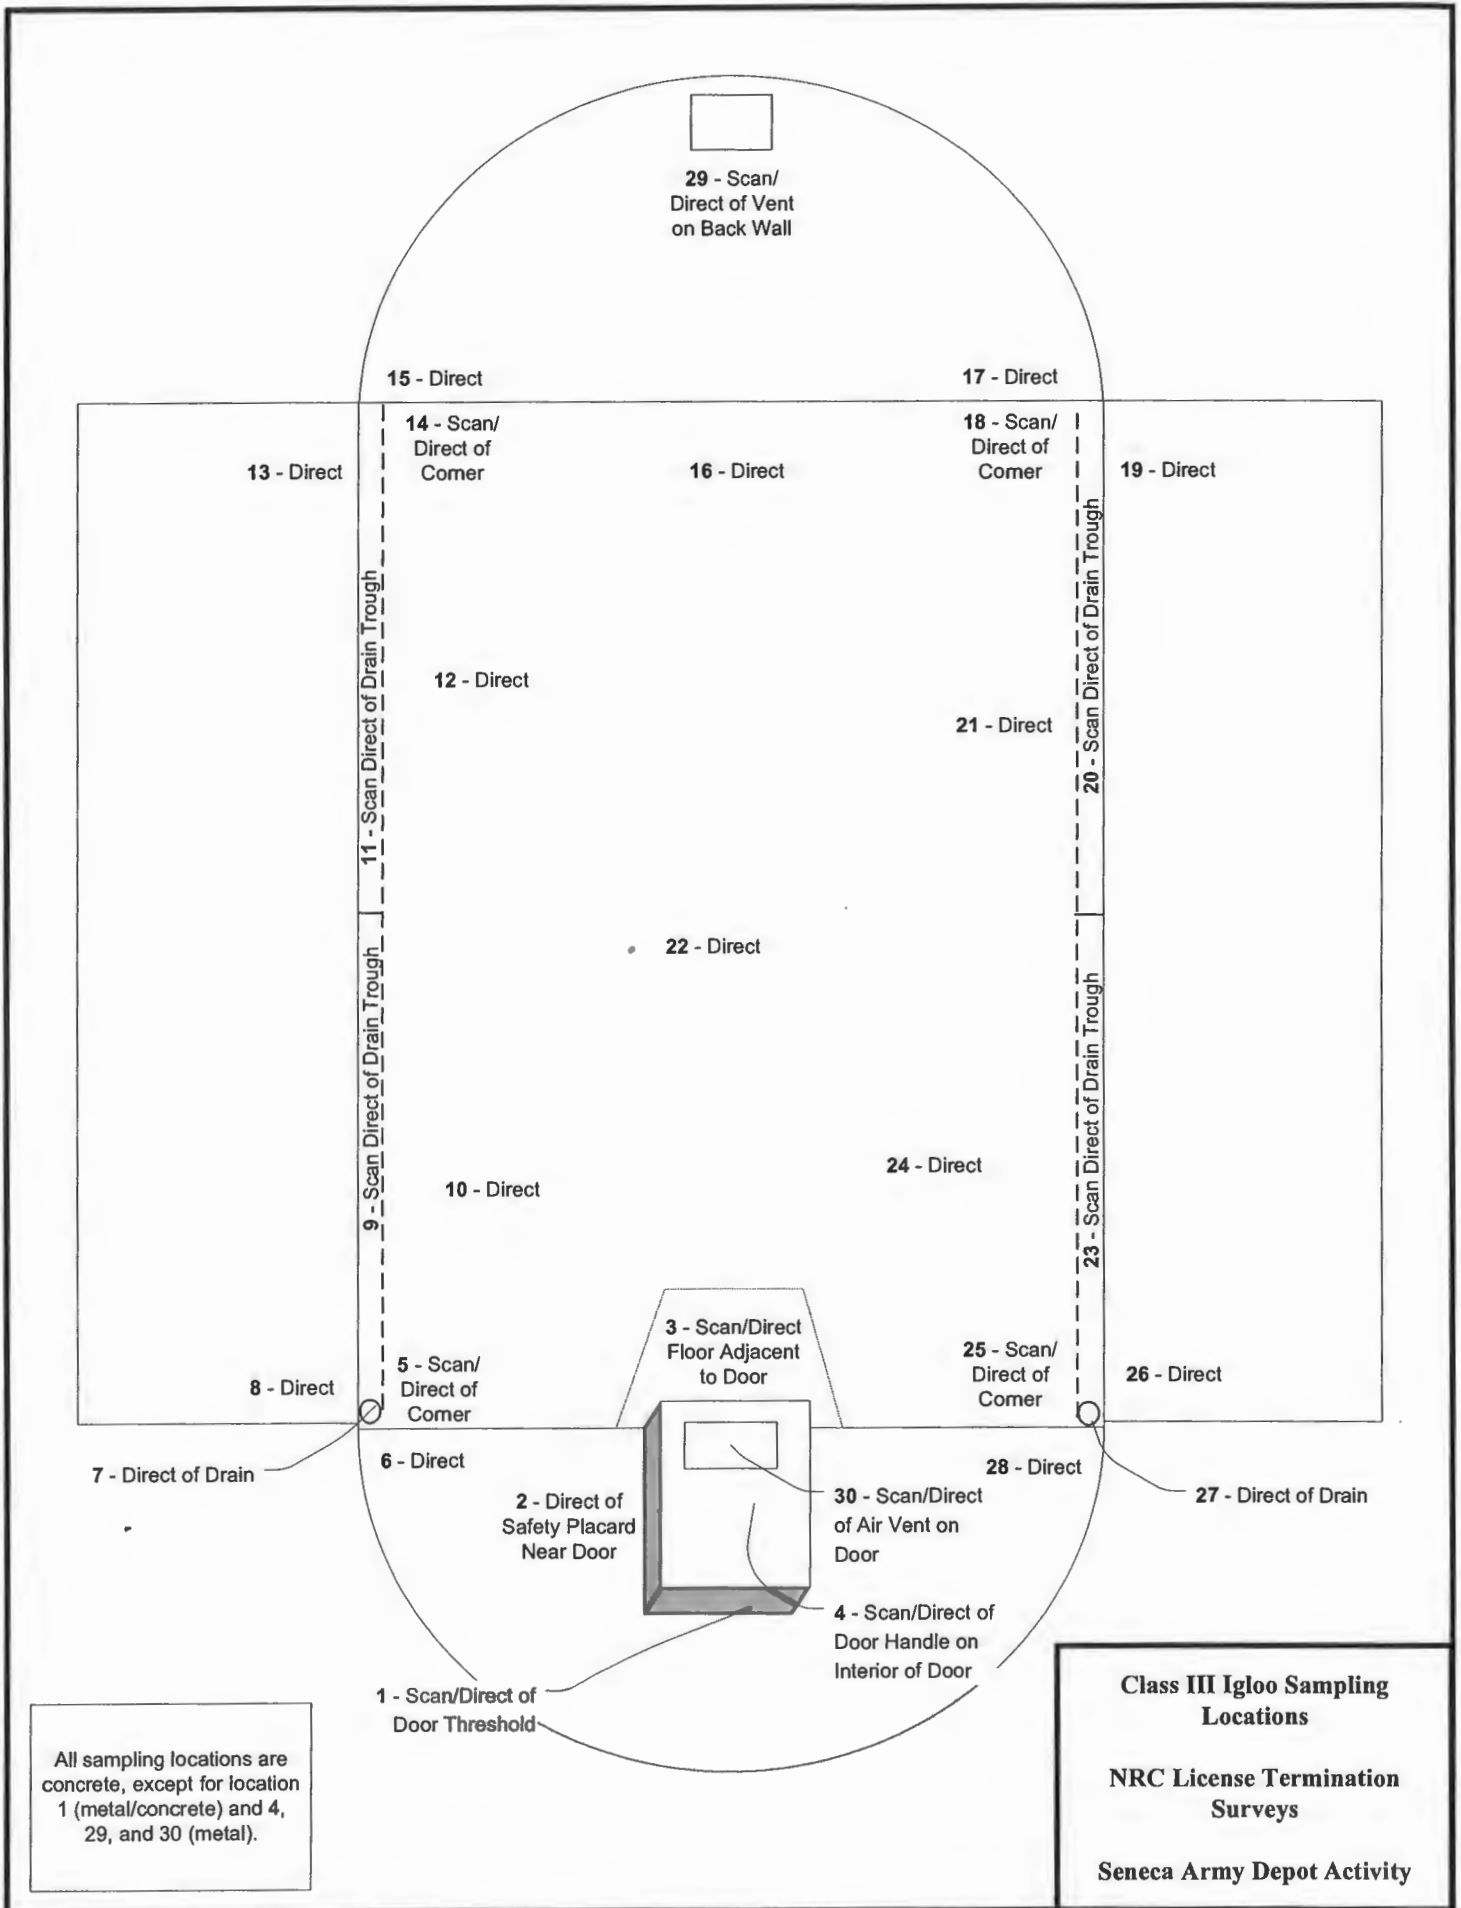 29 - Scan/
Direct of Vent
on Back Wall
15 - Direct
17 - Direct
14 - Scan/
Direct of
Corner
18 - Scan/
Direct of
Corner
13 - Direct
16 - Direct
19 - Direct
11 - Scan Direct of Drain Trough
20 - Scan Direct of Drain Trough
12 - Direct
21 - Direct
22 - Direct
9 - Scan Direct of Drain Trough
23 - Scan Direct of Drain Trough
24 - Direct
10 - Direct
3 - Scan/Direct
Floor Adjacent
to Door
5 - Scan/
Direct of
Corner
25 - Scan/
Direct of
Corner
8 - Direct
26 - Direct
6 - Direct
28 - Direct
7 - Direct of Drain
27 - Direct of Drain
2 - Direct of
Safety Placard
Near Door
30 - Scan/Direct
of Air Vent on
Door
4 - Scan/Direct of
Door Handle on
Interior of Door
1 - Scan/Direct of
Door Threshold
All sampling locations are
concrete, except for location
1 (metal/concrete) and 4,
29, and 30 (metal).
Class III Igloo Sampling
Locations
NRC License Termination
Surveys
Seneca Army Depot Activity